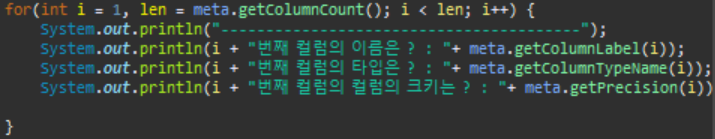 for(int i = 1, len = meta.getColumnCount(); i < len; i++) {
System.out.println("----------------------------------------");
System.out.println(i + "번째 컬럼의 이름은 ? : "+ meta.getColumnLabel(i));
System.out.println(i + "번째 컬럼의 타입은 ? : "+ meta.getColumnTypeName(i));
System.out.println(i + "번째 컬럼의 컬럼의 크키는 ? : "+ meta.getPrecision(i))
}